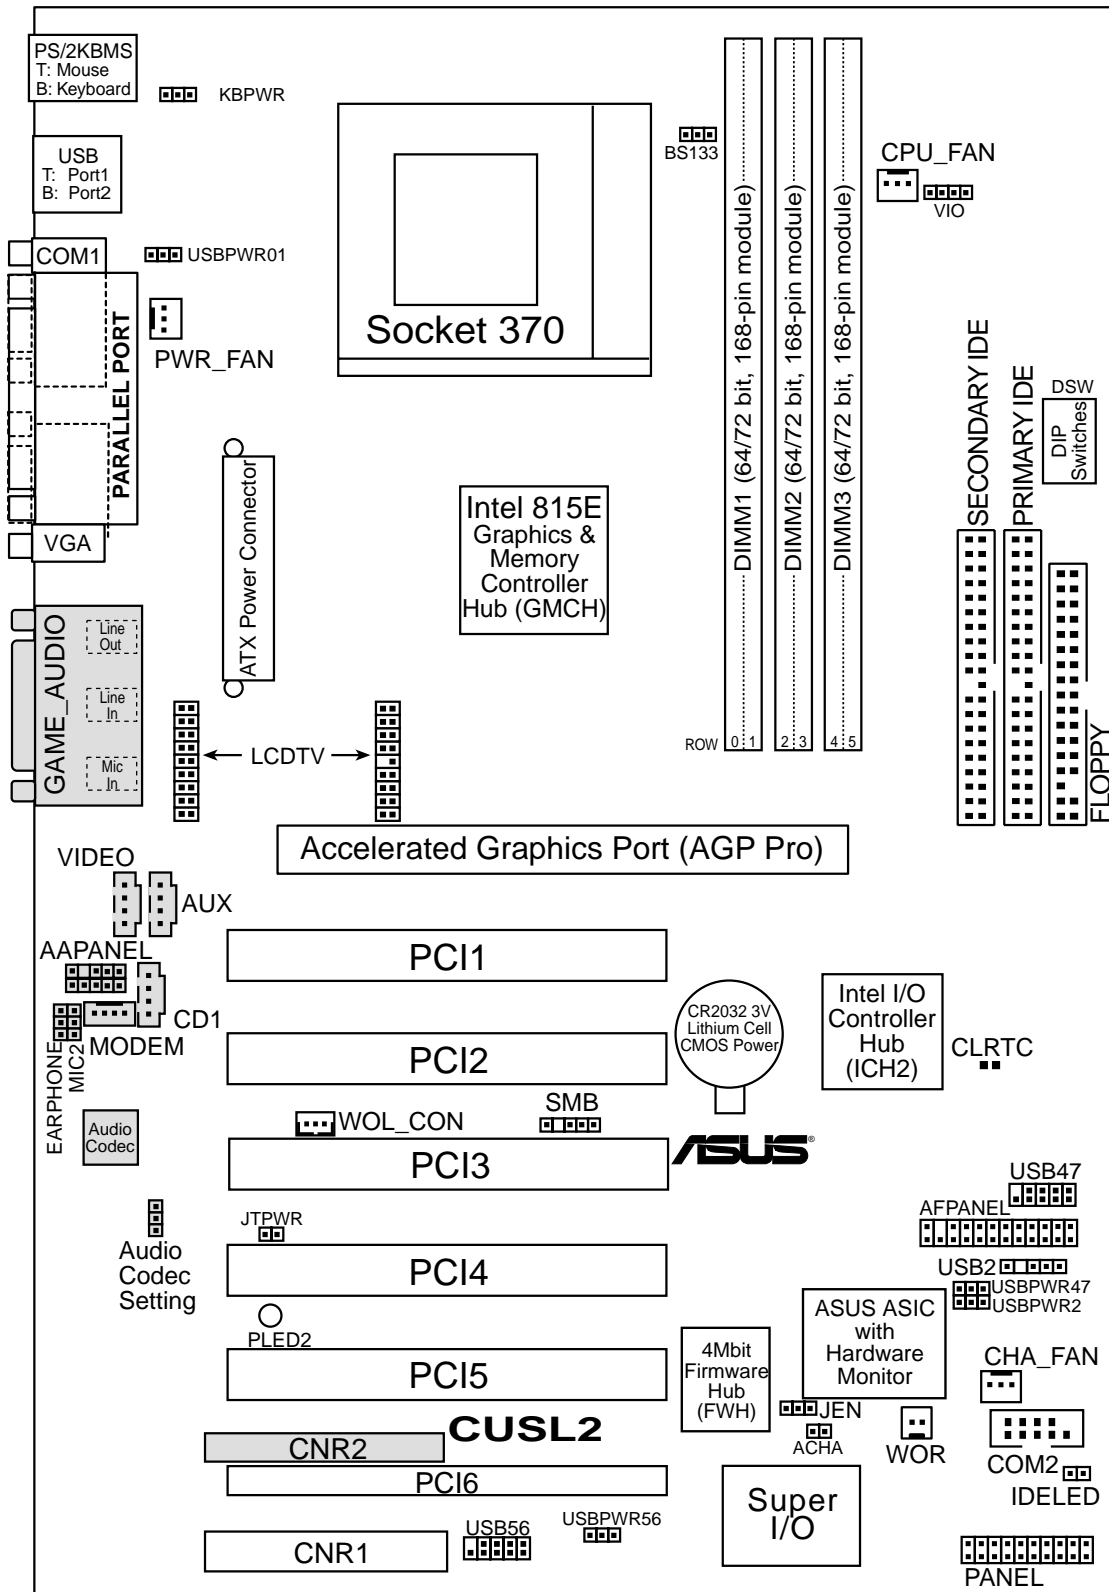 PS/2KBMS
T: Mouse
B: Keyboard
KBPWR
USB
T: Port1
B: Port2
COM1
USBPWR01
PARALLEL PORT
PWR_FAN
VGA
Socket 370
BS133
CPU_FAN
VIO
DIMM1 (64/72 bit, 168-pin module)
DIMM2 (64/72 bit, 168-pin module)
DIMM3 (64/72 bit, 168-pin module)
ROW
0 1
2 3
4 5
SECONDARY IDE
PRIMARY IDE
DSW
DIP
Switches
FLOPPY
ATX Power Connector
Intel 815E
Graphics &
Memory
Controller
Hub (GMCH)
GAME_AUDIO
Line
Out
Line
In
Mic
In
LCDTV
Accelerated Graphics Port (AGP Pro)
VIDEO
AUX
AAPANEL
CD1
MODEM
EARPHONE
MIC2
Audio
Codec
PCI1
PCI2
CR2032 3V
Lithium Cell
CMOS Power
Intel I/O
Controller
Hub
(ICH2)
CLRTC
WOL_CON
SMB
PCI3
ASUS®
USB47
AFPANEL
JTPWR
Audio
Codec
Setting
PCI4
USB2
USBPWR47
USBPWR2
PLED2
PCI5
4Mbit
Firmware
Hub
(FWH)
ASUS ASIC
with
Hardware
Monitor
CHA_FAN
JEN
ACHA
WOR
COM2
IDELED
CUSL2
CNR2
PCI6
Super
I/O
USB56
USBPWR56
CNR1
PANEL